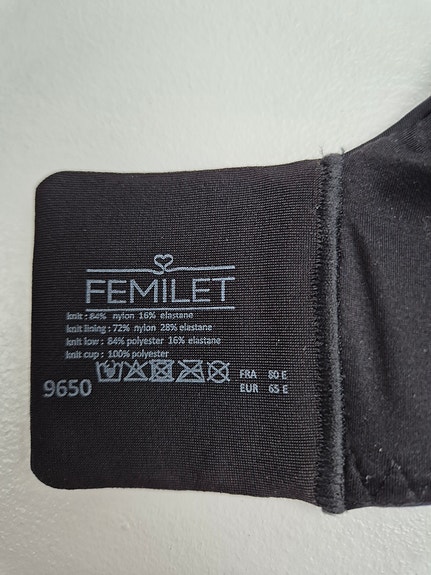 FEMILET
knit : 84% nylon 16% elastane
knit lining : 72% nylon 28% elastane
knit low : 84% polyester 16% elastane
knit cup : 100% polyester
9650
FRA 80 E
EUR 65 E